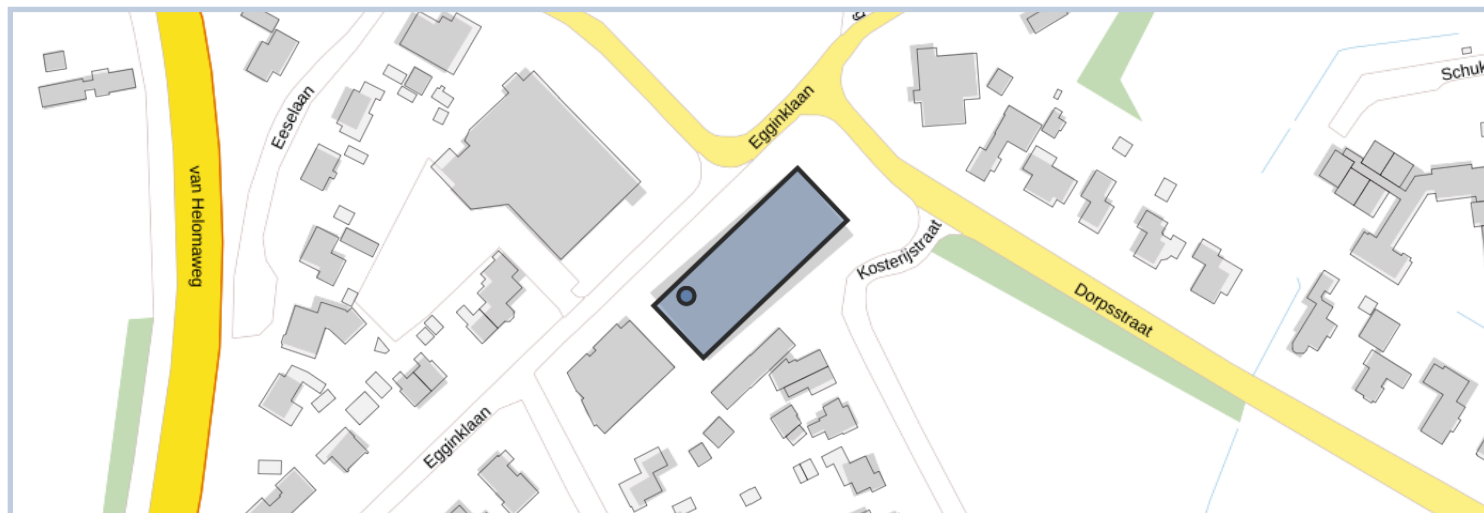 Schuk
Egginklaan
Eeselaan
van Helomaweg
Kosterijstraat
Dorpsstraat
Egginklaan